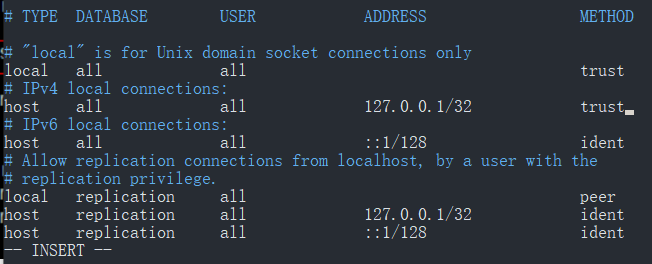 # TYPE  DATABASE        USER            ADDRESS                 METHOD
# "local" is for Unix domain socket connections only
local   all             all                                     trust
# IPv4 local connections:
host    all             all             127.0.0.1/32            trust
# IPv6 local connections:
host    all             all             ::1/128                 ident
# Allow replication connections from localhost, by a user with the
# replication privilege.
local   replication     all                                     peer
host    replication     all             127.0.0.1/32            ident
host    replication     all             ::1/128                 ident
-- INSERT --